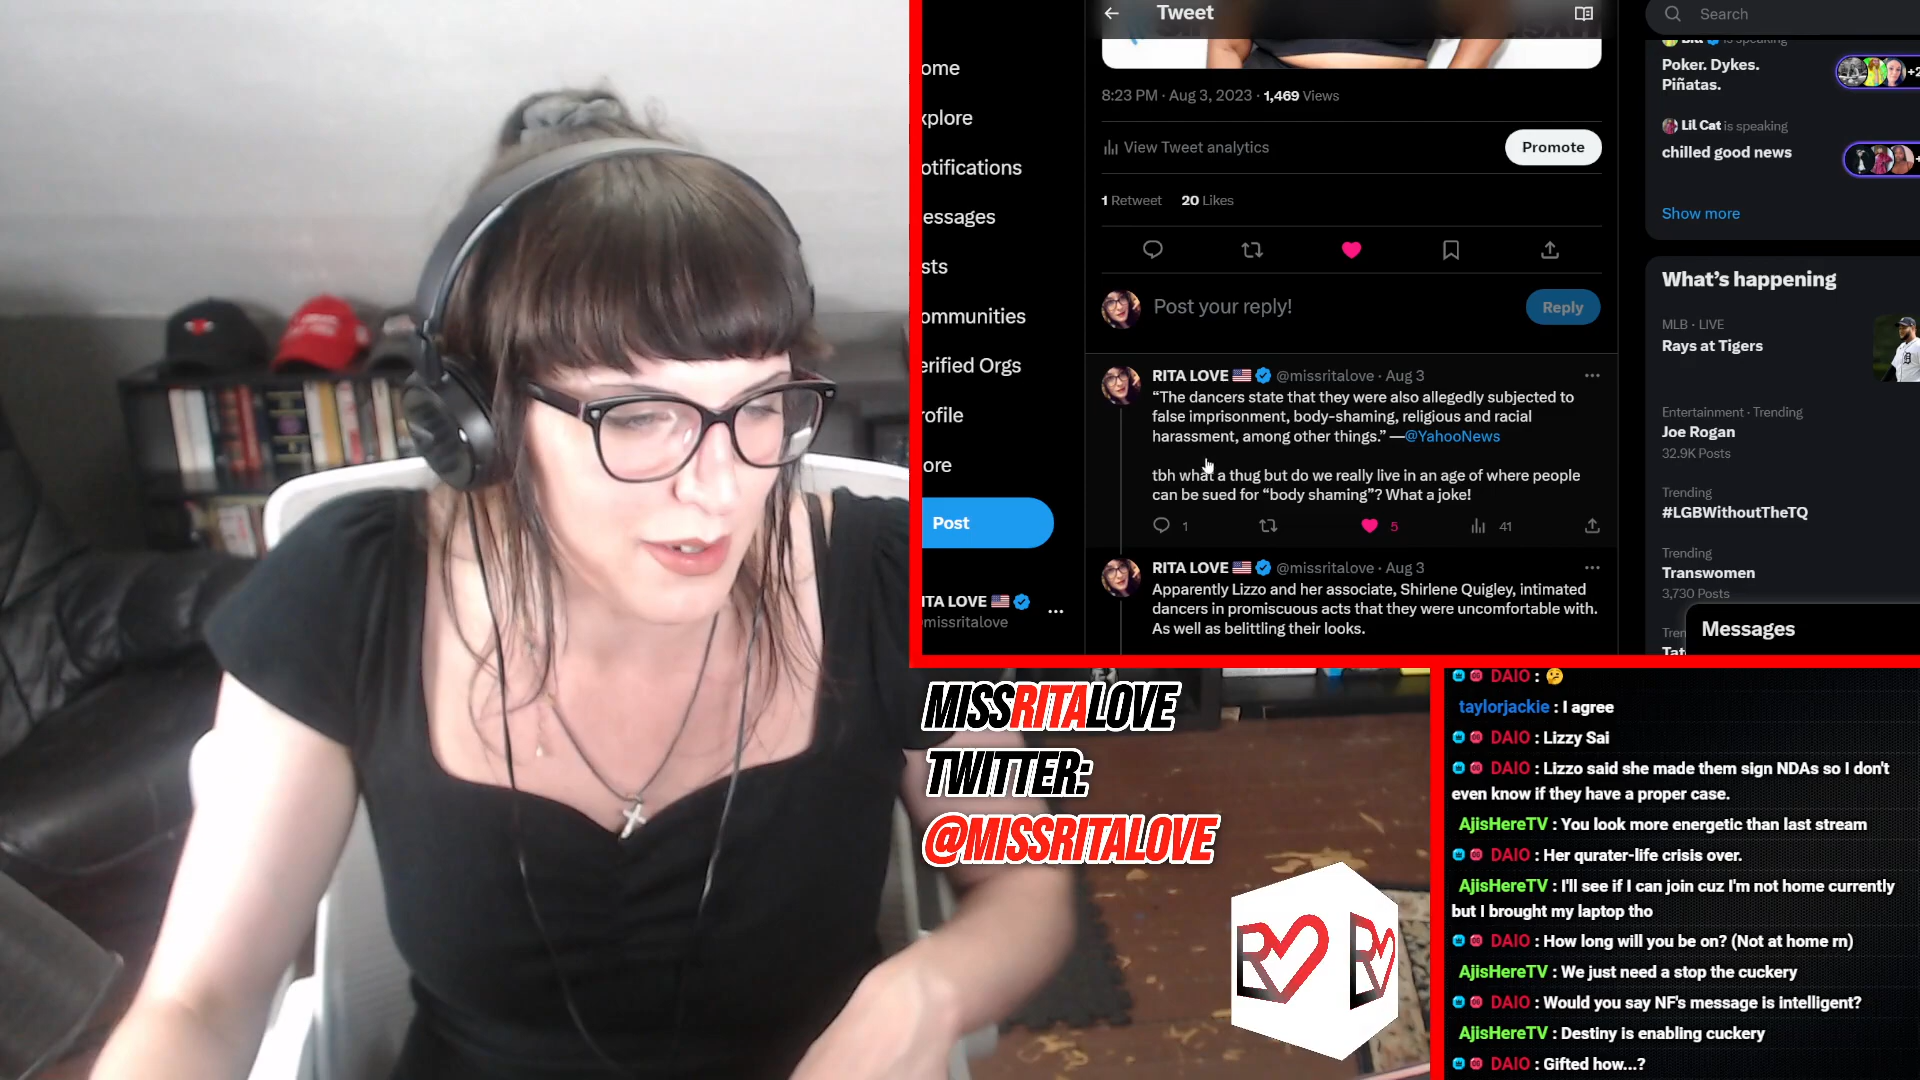 Tweet
Search
8:23 PM · Aug 3, 2023 · 1,469 Views
View Tweet analytics
Promote
1 Retweet 20 Likes
Post your reply!
Reply
RITA LOVE @missritalove · Aug 3
“The dancers state that they were also allegedly subjected to
false imprisonment, body-shaming, religious and racial
harassment, among other things.” —@YahooNews
tbh what a thug but do we really live in an age of where people
can be sued for “body shaming”? What a joke!
1
5
41
RITA LOVE @missritalove · Aug 3
Apparently Lizzo and her associate, Shirlene Quigley, intimated
dancers in promiscuous acts that they were uncomfortable with.
As well as belittling their looks.
ome
xplore
otifications
essages
sts
ommunities
erified Orgs
rofile
ore
Post
ITA LOVE
missritalove
is speaking
Poker. Dykes.
Piñatas.
+2
Lil Cat is speaking
chilled good news
Show more
What’s happening
MLB · LIVE
Rays at Tigers
Entertainment · Trending
Joe Rogan
32.9K Posts
Trending
#LGBWithoutTheTQ
Trending
Transwomen
3,730 Posts
Tren
Tat
Messages
MISSRITALOVE
TWITTER:
@MISSRITALOVE
DAIO :
taylorjackie : I agree
DAIO : Lizzy Sai
DAIO : Lizzo said she made them sign NDAs so I don't
even know if they have a proper case.
AjisHereTV : You look more energetic than last stream
DAIO : Her qurater-life crisis over.
AjisHereTV : I'll see if I can join cuz I'm not home currently
but I brought my laptop tho
DAIO : How long will you be on? (Not at home rn)
AjisHereTV : We just need a stop the cuckery
DAIO : Would you say NF's message is intelligent?
AjisHereTV : Destiny is enabling cuckery
DAIO : Gifted how...?